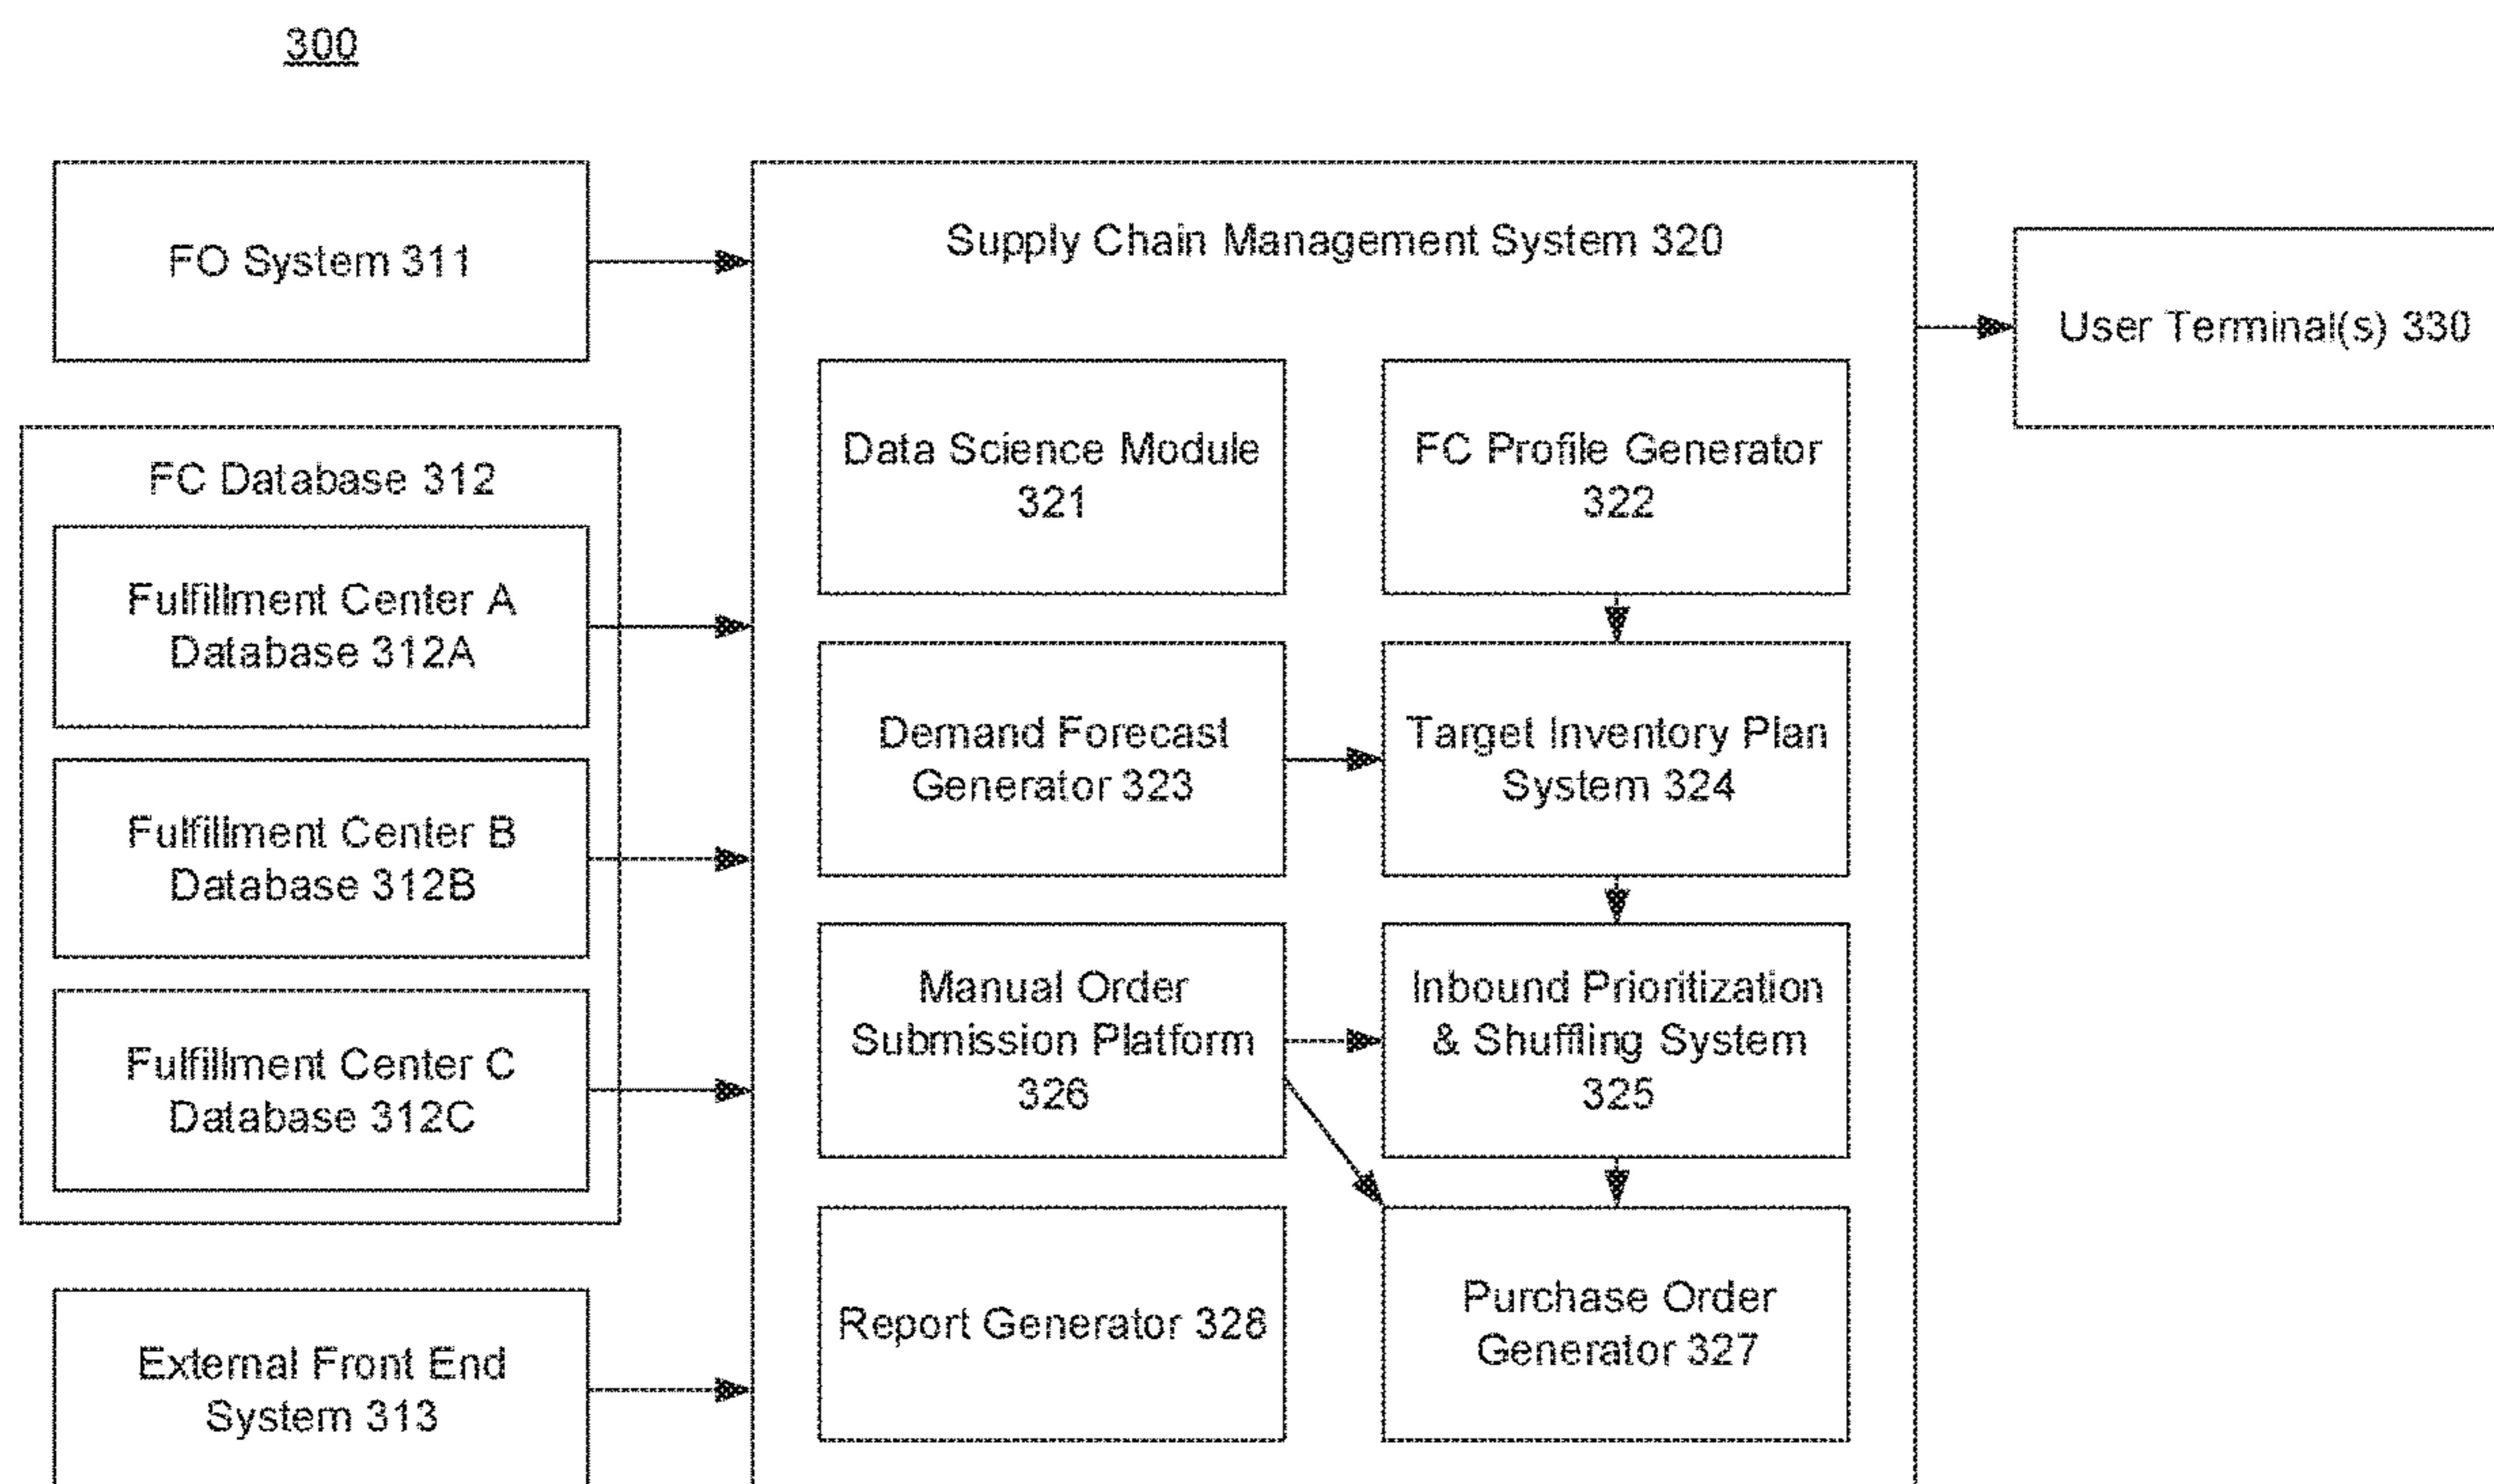 300
FO System 311
FC Database 312
Fulfillment Center A
Database 312A
Fulfillment Center B
Database 312B
Fulfillment Center C
Database 312C
External Front End
System 313
Supply Chain Management System 320
Data Science Module
321
FC Profile Generator
322
Demand Forecast
Generator 323
Target Inventory Plan
System 324
Manual Order
Submission Platform
326
Inbound Prioritization
& Shuffling System
325
Report Generator 328
Purchase Order
Generator 327
User Terminal(s) 330